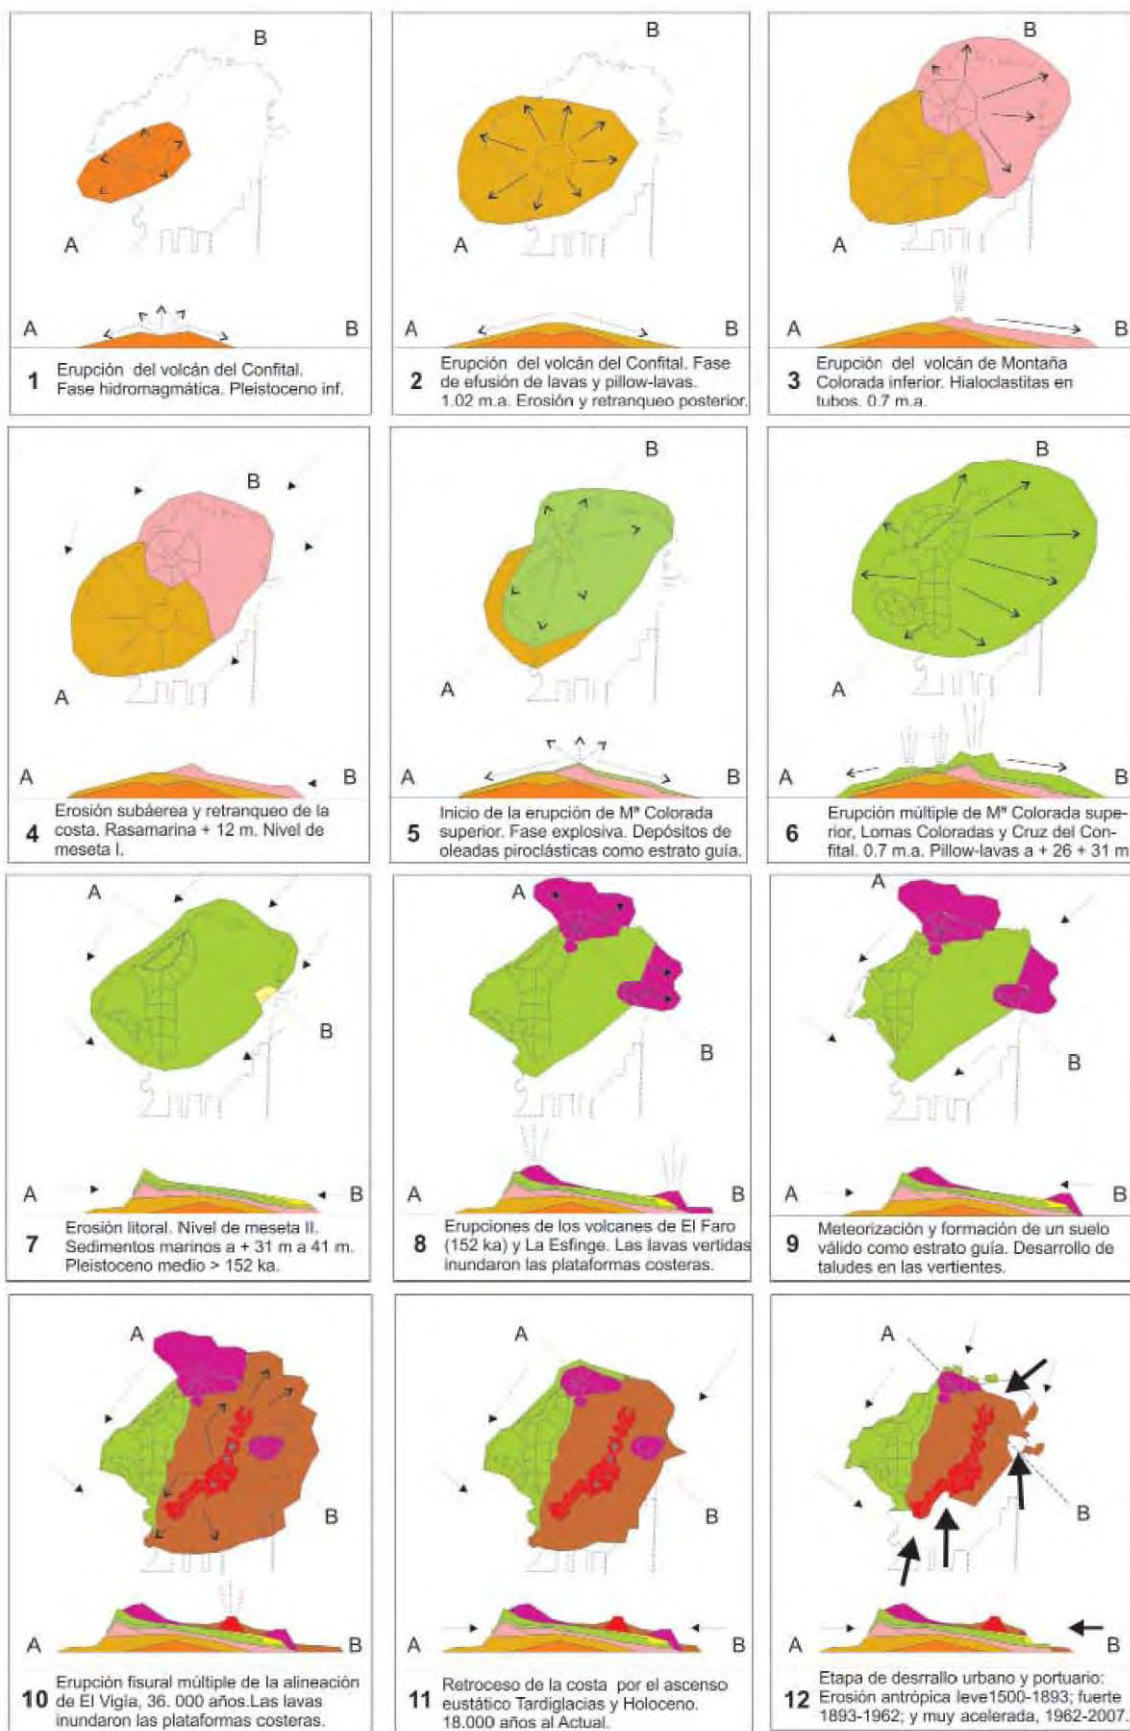 B
A
A
B
1
Erupción del volcán del Confital.
Fase hidromagmática. Pleistoceno inf.
B
A
A
B
2
Erupción del volcán del Confital. Fase
de efusión de lavas y pillow-lavas.
1.02 m.a. Erosión y retranqueo posterior.
B
A
A
B
3
Erupción del volcán de Montaña
Colorada inferior. Hialoclastitas en
tubos. 0.7 m.a.
B
A
A
B
4
Erosión subáerea y retranqueo de la
costa. Rasamarina + 12 m. Nivel de
meseta I.
B
A
A
B
5
Inicio de la erupción de Mª Colorada
superior. Fase explosiva. Depósitos de
oleadas piroclásticas como estrato guía.
B
A
A
B
6
Erupción múltiple de Mª Colorada supe-
rior, Lomas Coloradas y Cruz del Con-
fital. 0.7 m.a. Pillow-lavas a + 26 + 31 m
A
B
A
B
7
Erosión litoral. Nivel de meseta II.
Sedimentos marinos a + 31 m a 41 m.
Pleistoceno medio > 152 ka.
A
B
A
B
8
Erupciones de los volcanes de El Faro
(152 ka) y La Esfinge. Las lavas vertidas
inundaron las plataformas costeras.
A
B
A
B
9
Meteorización y formación de un suelo
válido como estrato guía. Desarrollo de
taludes en las vertientes.
A
B
A
B
10
Erupción fisural múltiple de la alineación
de El Vigía, 36. 000 años.Las lavas
inundaron las plataformas costeras.
A
B
A
B
11
Retroceso de la costa por el ascenso
eustático Tardiglacias y Holoceno.
18.000 años al Actual.
A
B
A
B
12
Etapa de desrrallo urbano y portuario:
Erosión antrópica leve1500-1893; fuerte
1893-1962; y muy acelerada, 1962-2007.